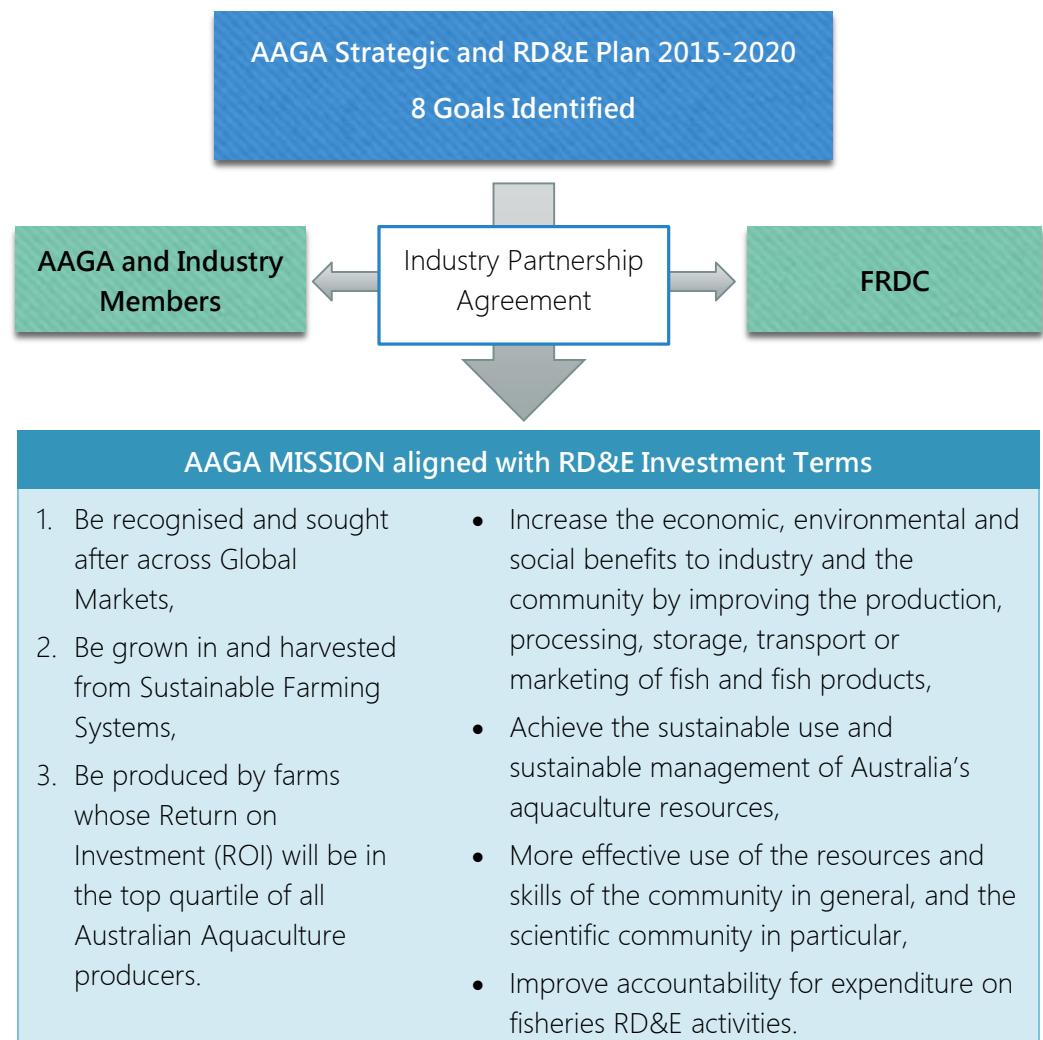 AAGA Strategic and RD&E Plan 2015-2020
8 Goals Identified
AAGA and Industry
Members
Industry Partnership
Agreement
FRDC
AAGA MISSION aligned with RD&E Investment Terms
1. Be recognised and sought
after across Global
Markets,
2. Be grown in and harvested
from Sustainable Farming
Systems,
3. Be produced by farms
whose Return on
Investment (ROI) will be in
the top quartile of all
Australian Aquaculture
producers.
• Increase the economic, environmental and
social benefits to industry and the
community by improving the production,
processing, storage, transport or
marketing of fish and fish products,
• Achieve the sustainable use and
sustainable management of Australia’s
aquaculture resources,
• More effective use of the resources and
skills of the community in general, and the
scientific community in particular,
• Improve accountability for expenditure on
fisheries RD&E activities.